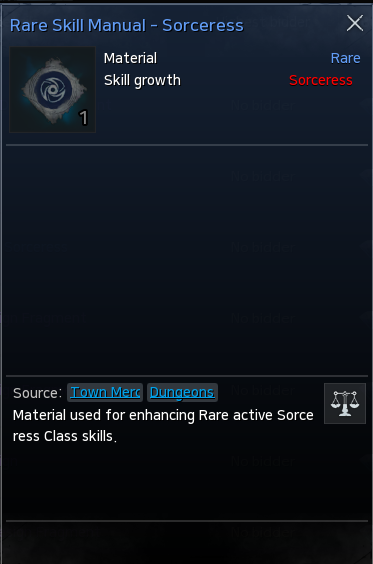 Rare Skill Manual - Sorceress
Material Rare
Skill growth Sorceress
1
Source: Town Merc Dungeons
Material used for enhancing Rare active Sorce
ress Class skills.